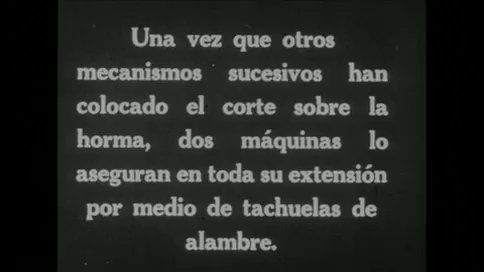 Una vez que otros
mecanismos sucesivos han
colocado el corte sobre la
horma, dos máquinas lo
aseguran en toda su extensión
por medio de tachuelas de
alambre.